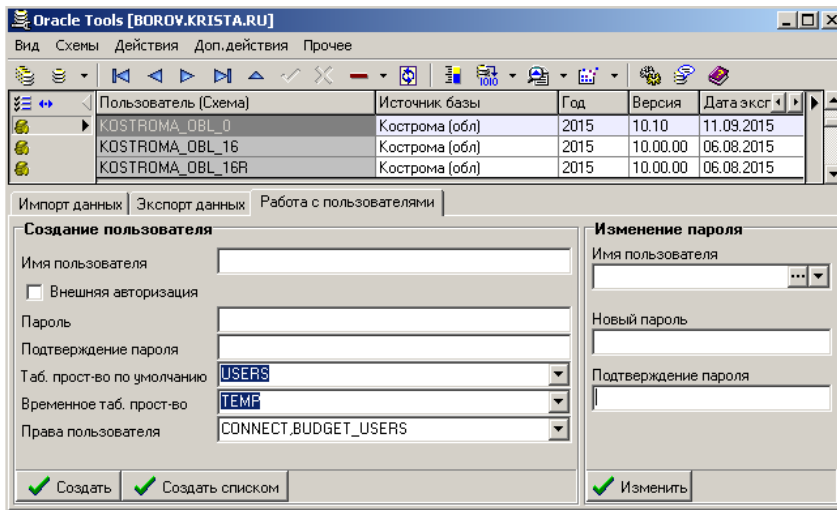 Oracle Tools [BOROV.KRISTA.RU]
Вид Схемы Действия Доп.действия Прочее
Пользователь (Схема) Источник базы Год Версия Дата эксп
KOSTROMA_OBL_0 Кострома (обл) 2015 10.10 11.09.2015
KOSTROMA_OBL_16 Кострома (обл) 2015 10.00.00 06.08.2015
KOSTROMA_OBL_16R Кострома (обл) 2015 10.00.00 06.08.2015
Импорт данных Экспорт данных Работа с пользователями
Создание пользователя
Имя пользователя
Внешняя авторизация
Пароль
Подтверждение пароля
Таб. прост-во по умолчанию USERS
Временное таб. прост-во TEMP
Права пользователя CONNECT,BUDGET_USERS
Создать Создать списком
Изменение пароля
Имя пользователя
Новый пароль
Подтверждение пароля
Изменить